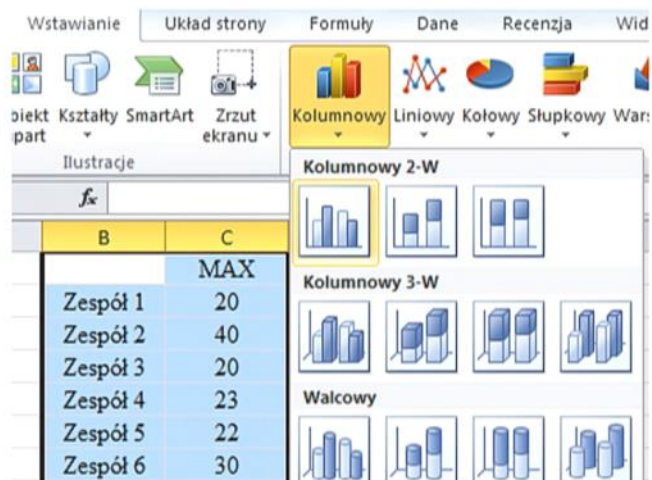 Wstawianie Układ strony Formuły Dane Recenzja
Kształty SmartArt Zrzut ekranu
Kolumnowy Liniowy Kołowy Słupkowy
Ilustracje
fx
Kolumnowy 2-W
B C
MAX
Zespół 1 20
Zespół 2 40
Zespół 3 20
Zespół 4 23
Zespół 5 22
Zespół 6 30
Kolumnowy 3-W
Walcowy